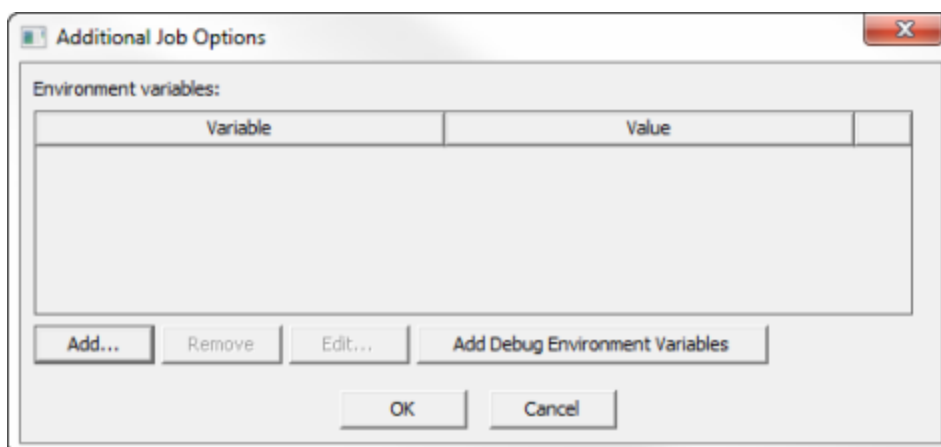 Additional Job Options
Environment variables:
Variable Value
Add... Remove Edit... Add Debug Environment Variables
OK Cancel